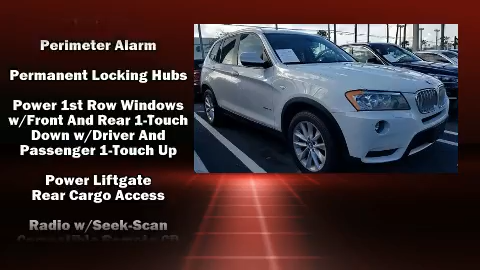 Perimeter Alarm
Permanent Locking Hubs
Power 1st Row Windows
w/Front And Rear 1-Touch
Down w/Driver And
Passenger 1-Touch Up
Power Liftgate
Rear Cargo Access
Radio w/Seek-Scan